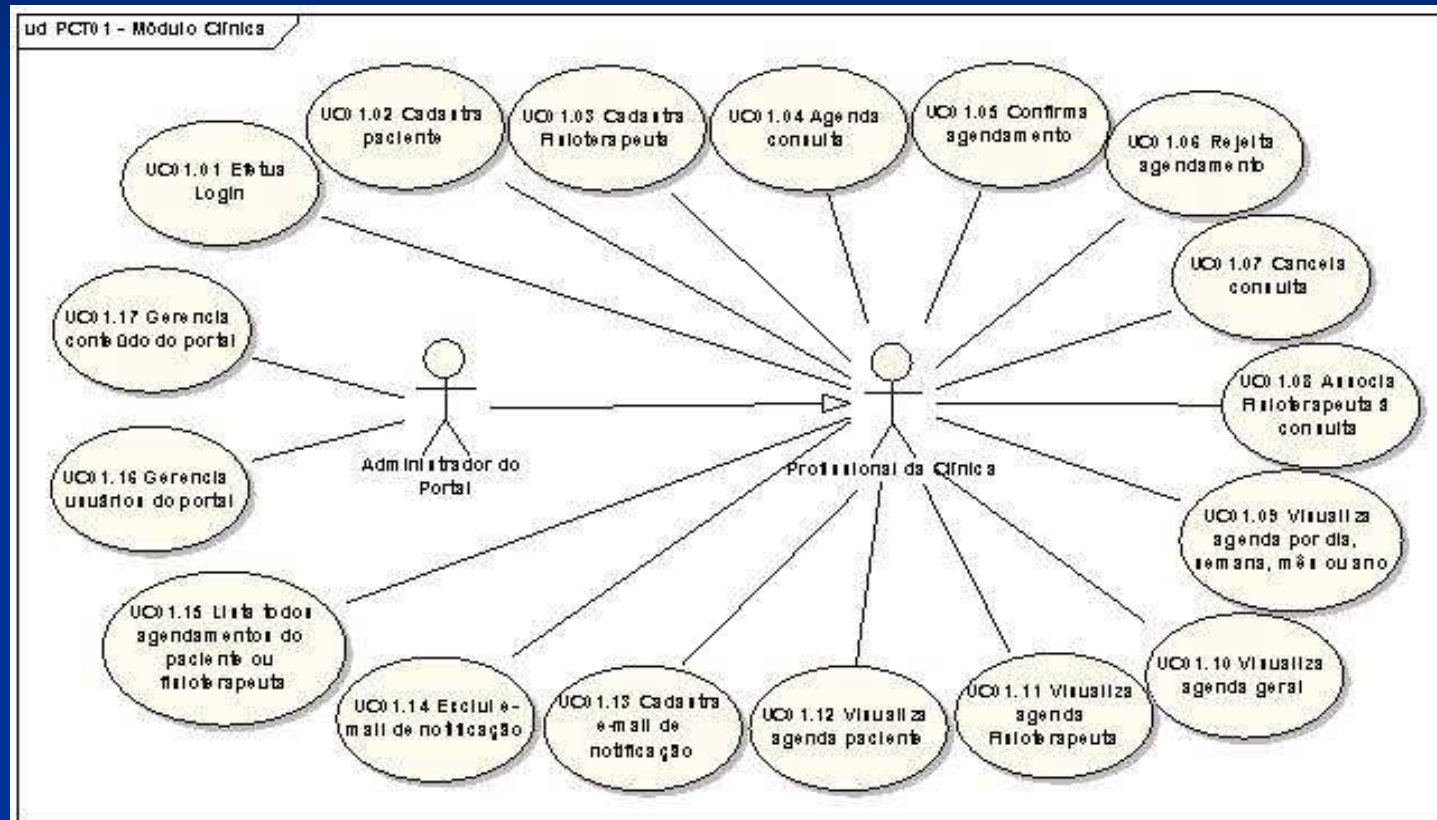 ud PCT01 - Módulo Clínica
UC01.01 Efetua
Login
UC01.02 Cadastra
paciente
UC01.03 Cadastra
Fisioterapeuta
UC01.04 Agenda
consulta
UC01.05 Confirma
agendamento
UC01.06 Rejeita
agendamento
UC01.07 Cancela
consulta
UC01.08 Associa
Fisioterapeuta à
consulta
UC01.09 Visualiza
agenda por dia,
semana, mês ou ano
UC01.10 Visualiza
agenda geral
UC01.11 Visualiza
agenda
Fisioterapeuta
UC01.12 Visualiza
agenda paciente
UC01.13 Cadastra
e-mail de
notificação
UC01.14 Exclui e-
mail de notificação
UC01.15 Lista todos
agendamentos do
paciente ou
fisioterapeuta
UC01.16 Gerencia
usuários do portal
UC01.17 Gerencia
conteúdo do portal
Administrador do
Portal
Profissional da Clínica